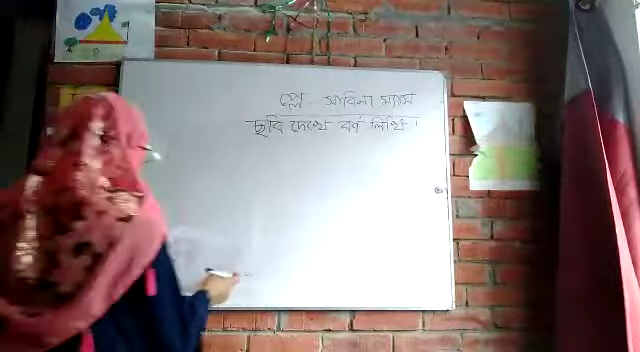 প্লে - সাবিনা ম্যাম
ছবি দেখে বর্ণ লিখি ।